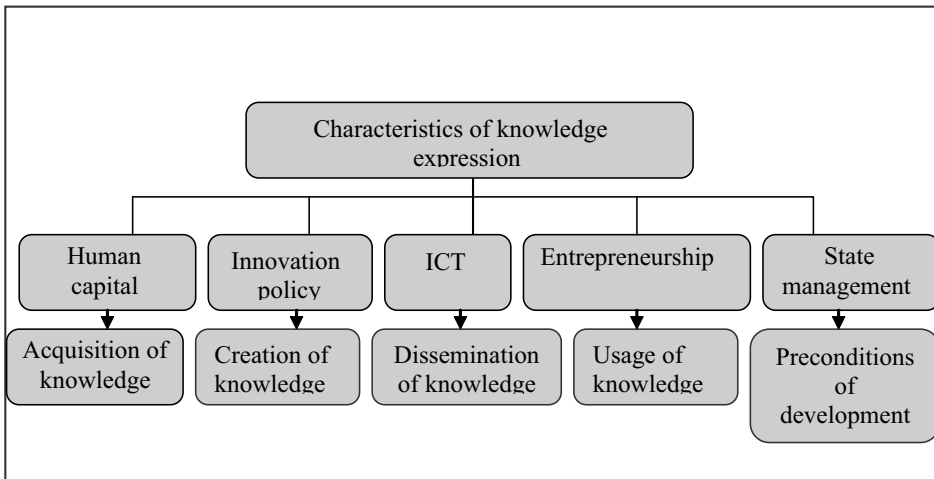 Characteristics of knowledge
expression
Human
capital
Innovation
policy
ICT
Entrepreneurship
State
management
Acquisition of
knowledge
Creation of
knowledge
Dissemination
of knowledge
Usage of
knowledge
Preconditions
of
development